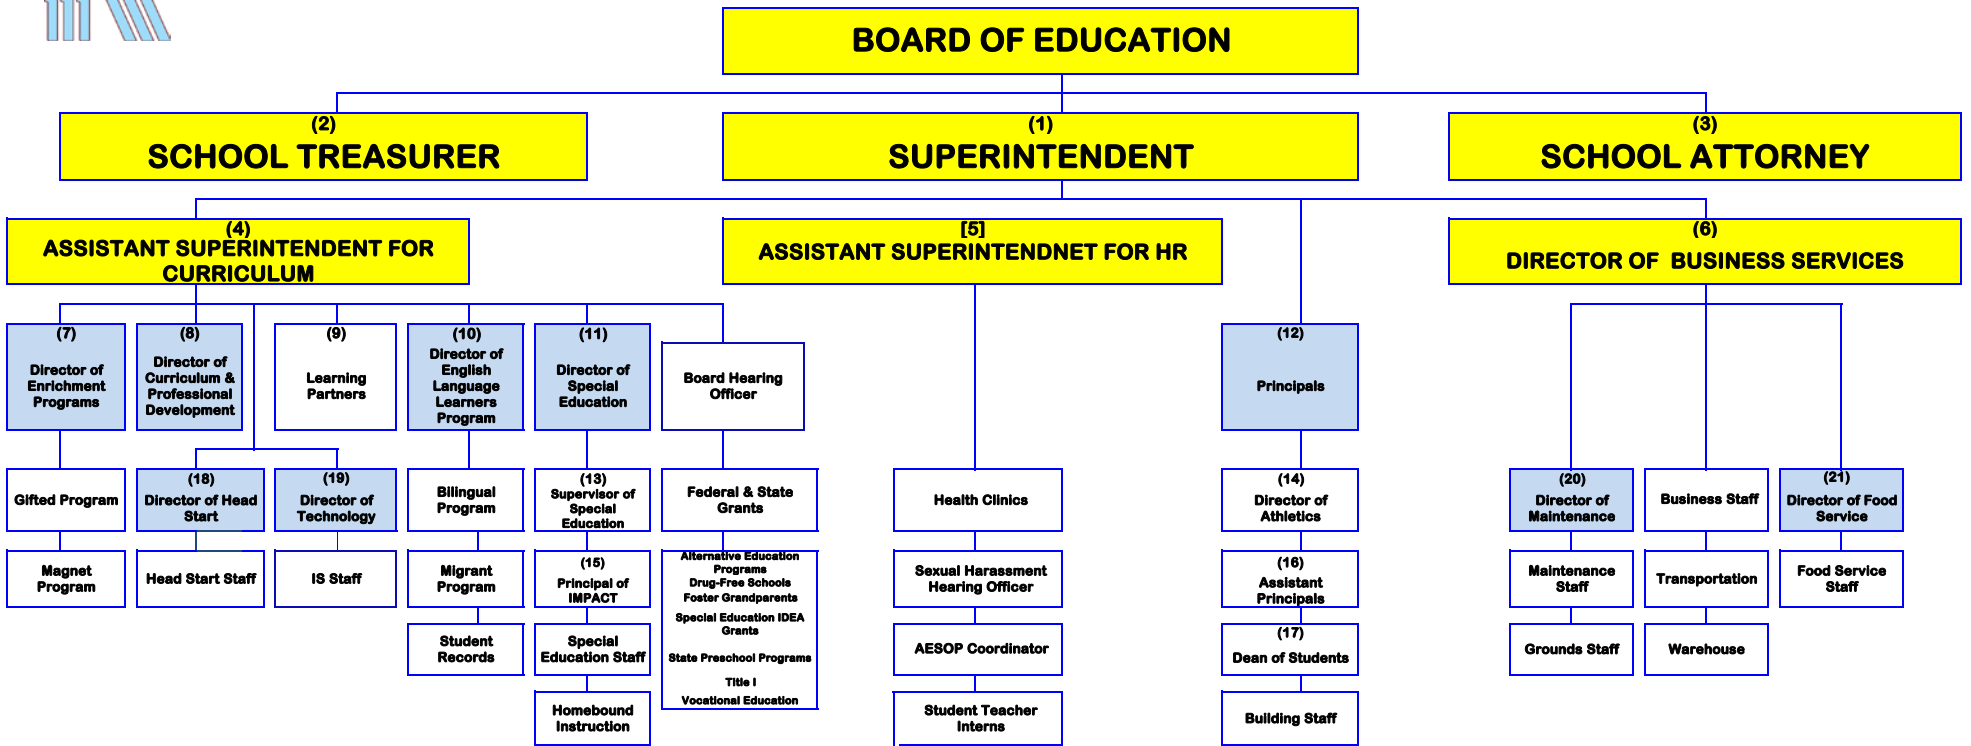 BOARD OF EDUCATION
(2)
SCHOOL TREASURER
(1)
SUPERINTENDENT
(3)
SCHOOL ATTORNEY
(4)
ASSISTANT SUPERINTENDENT FOR
CURRICULUM
[5]
ASSISTANT SUPERINTENDNET FOR HR
(6)
DIRECTOR OF BUSINESS SERVICES
(7)
Director of
Enrichment
Programs
(8)
Director of
Curriculum &
Professional
Development
(9)
Learning
Partners
(10)
Director of
English
Language
Learners
Program
(11)
Director of
Special
Education
Board Hearing
Officer
(12)
Principals
Gifted Program
(18)
Director of Head
Start
(19)
Director of
Technology
Bilingual
Program
(13)
Supervisor of
Special
Education
Federal & State
Grants
Health Clinics
(14)
Director of
Athletics
(20)
Director of
Maintenance
Business Staff
(21)
Director of Food
Service
Magnet
Program
Head Start Staff
IS Staff
Migrant
Program
(15)
Principal of
IMPACT
Alternative Education
Programs
Drug-Free Schools
Foster Grandparents
Special Education IDEA
Grants
State Preschool Programs
Title I
Vocational Education
Sexual Harassment
Hearing Officer
(16)
Assistant
Principals
Maintenance
Staff
Transportation
Food Service
Staff
Student
Records
Special
Education Staff
AESOP Coordinator
(17)
Dean of Students
Grounds Staff
Warehouse
Homebound
Instruction
Student Teacher
Interns
Building Staff